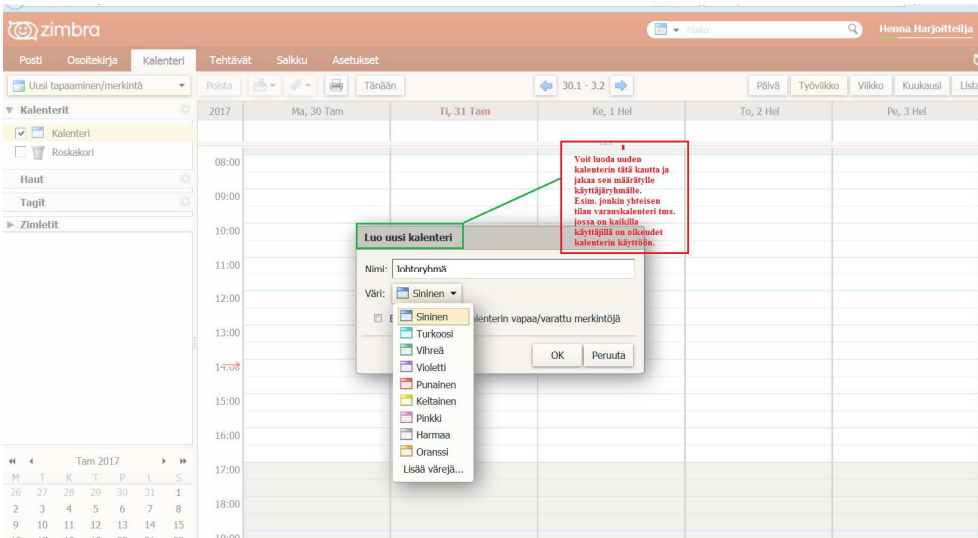 zimbra
Haku
Henna Harjoitteilja
Posti Osoitekirja Kalenteri Tehtävät Salkku Asetukset
Uusi tapaaminen/merkintä Poista Tänään 30.1 - 3.2 Päivä Työviikko Viikko Kuukausi Lista
Kalenterit
2017 Ma, 30 Tam Ti, 31 Tam Ke, 1 Hel To, 2 Hel Pe, 3 Hel
Kalenteri
Roskakori
Haut
Tagit
Zimletit
08:00
09:00
10:00
11:00
12:00
13:00
14:08
15:00
16:00
17:00
18:00
19:00
Voit luoda uuden
kalenterin tätä kautta ja
jakaa sen määrätylle
käyttäjäryhmälle.
Esim. jonkin yhteisen
tilan varauskalenteri tms.
jossa on kaikilla
käyttäjillä on oikeudet
kalenterin käyttöön.
Luo uusi kalenteri
Nimi: Johtoryhmä
Väri: Sininen
E
alenterin vapaa/varattu merkintöjä
Sininen
Turkoosi
Vihreä
Violetti
Punainen
Keltainen
Pinkki
Harmaa
Oranssi
Lisää värejä...
OK Peruuta
Tam 2017
M T K T P L S
26 27 28 29 30 31 1
2 3 4 5 6 7 8
9 10 11 12 13 14 15